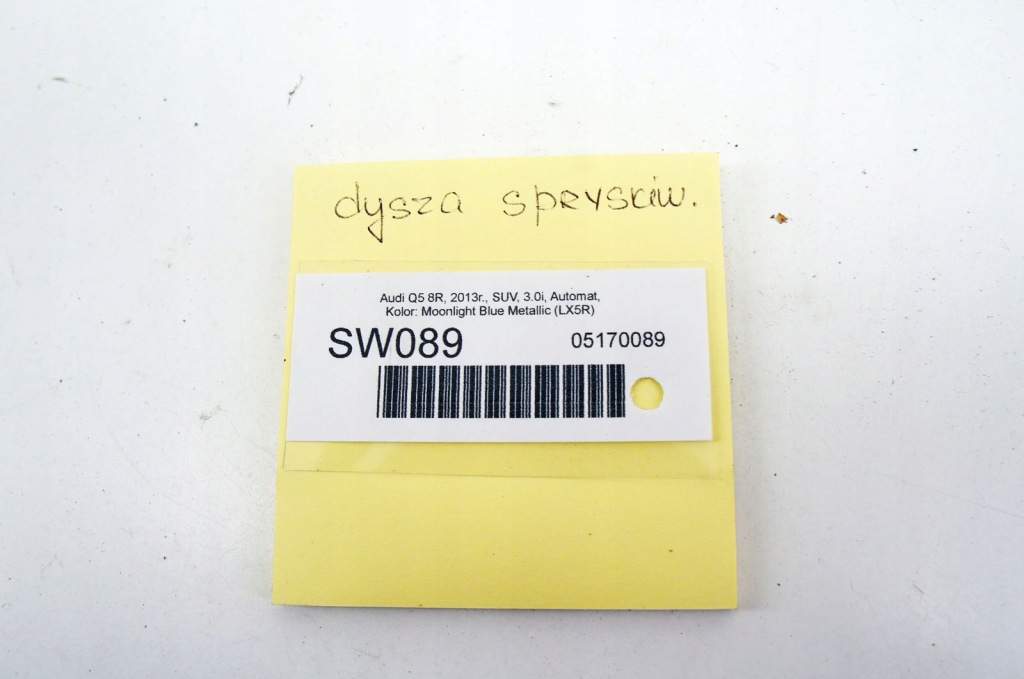 dysza spryskiw.
Audi Q5 8R, 2013r., SUV, 3.0i, Automat,
Kolor: Moonlight Blue Metallic (LX5R)
SW089 05170089